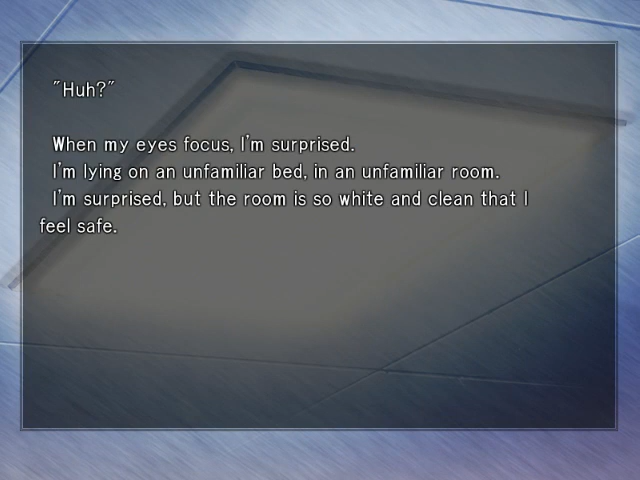 "Huh?"
When my eyes focus, I'm surprised.
I'm lying on an unfamiliar bed, in an unfamiliar room.
I'm surprised, but the room is so white and clean that I
feel safe.